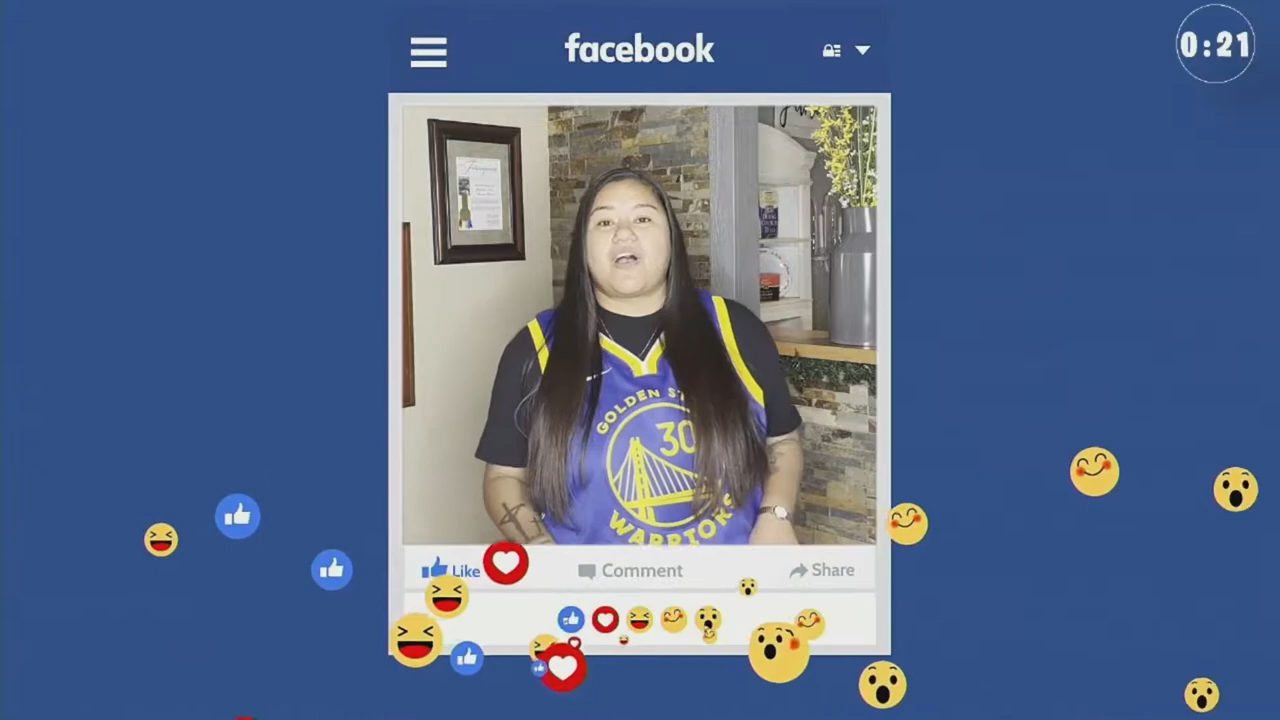 facebook
0:21
GOLDEN ST
30
WARRIORS
Like
Comment
Share